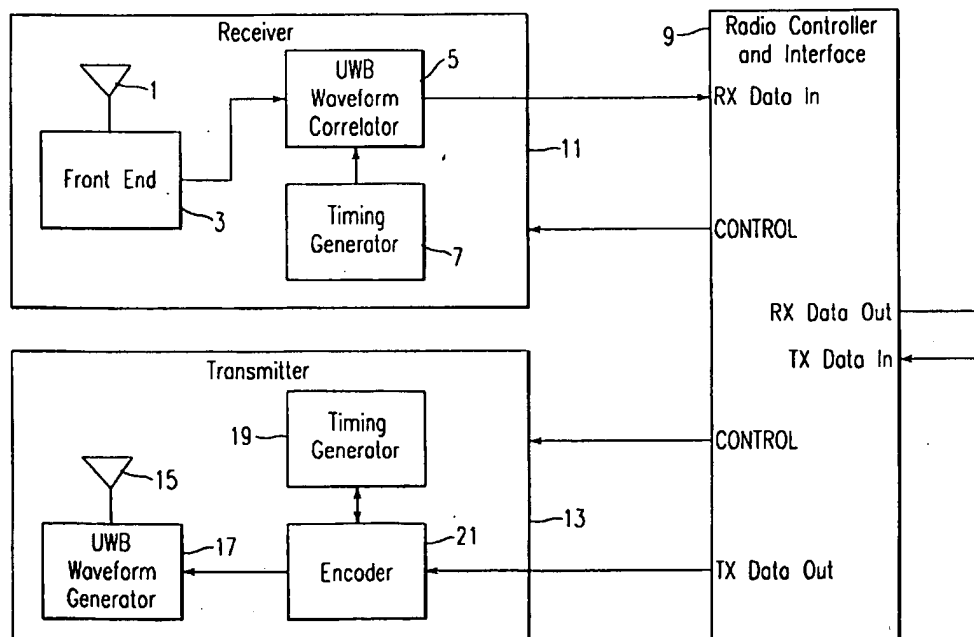 Receiver
1
Front End
3
UWB
Waveform
Correlator
5
Timing
Generator
7
11
9
Radio Controller
and Interface
RX Data In
CONTROL
RX Data Out
TX Data In
CONTROL
TX Data Out
Transmitter
19
Timing
Generator
15
UWB
Waveform
Generator
17
Encoder
21
13